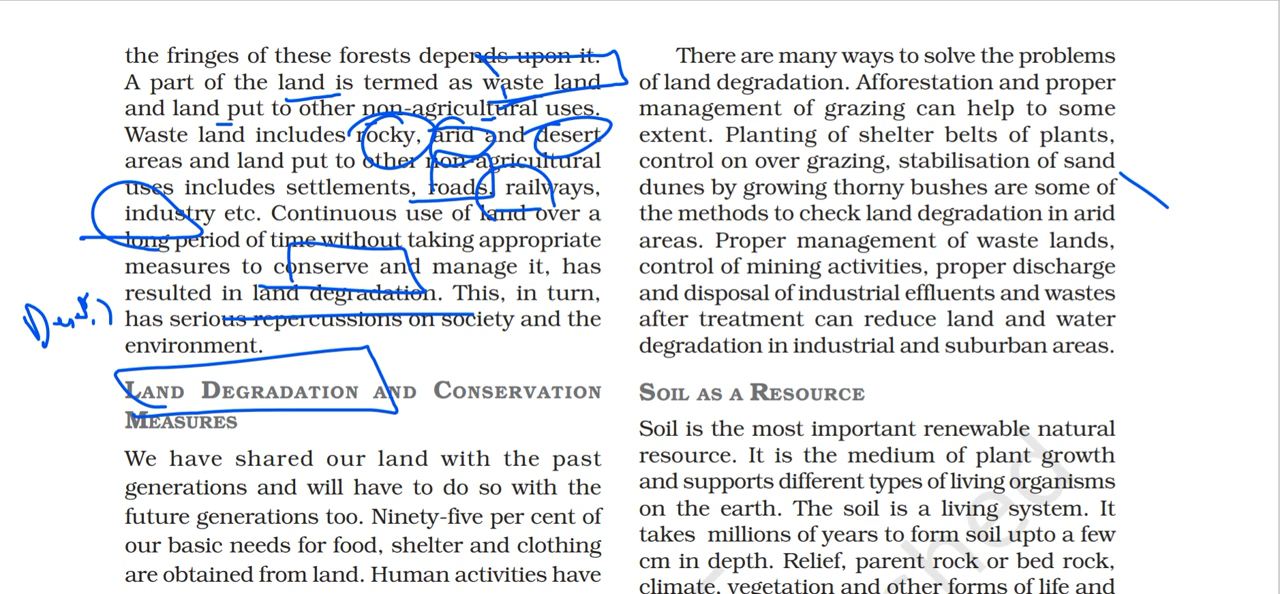 the fringes of these forests depends upon it.
A part of the land is termed as waste land
and land put to other non-agricultural uses.
Waste land includes rocky, arid and desert
areas and land put to other non-agricultural
uses includes settlements, roads, railways,
industry etc. Continuous use of land over a
long period of time without taking appropriate
measures to conserve and manage it, has
resulted in land degradation. This, in turn,
has serious repercussions on society and the
environment.
LAND DEGRADATION AND CONSERVATION
MEASURES
We have shared our land with the past
generations and will have to do so with the
future generations too. Ninety-five per cent of
our basic needs for food, shelter and clothing
are obtained from land. Human activities have
There are many ways to solve the problems
of land degradation. Afforestation and proper
management of grazing can help to some
extent. Planting of shelter belts of plants,
control on over grazing, stabilisation of sand
dunes by growing thorny bushes are some of
the methods to check land degradation in arid
areas. Proper management of waste lands,
control of mining activities, proper discharge
and disposal of industrial effluents and wastes
after treatment can reduce land and water
degradation in industrial and suburban areas.
SOIL AS A RESOURCE
Soil is the most important renewable natural
resource. It is the medium of plant growth
and supports different types of living organisms
on the earth. The soil is a living system. It
takes millions of years to form soil upto a few
cm in depth. Relief, parent rock or bed rock,
climate, vegetation and other forms of life and